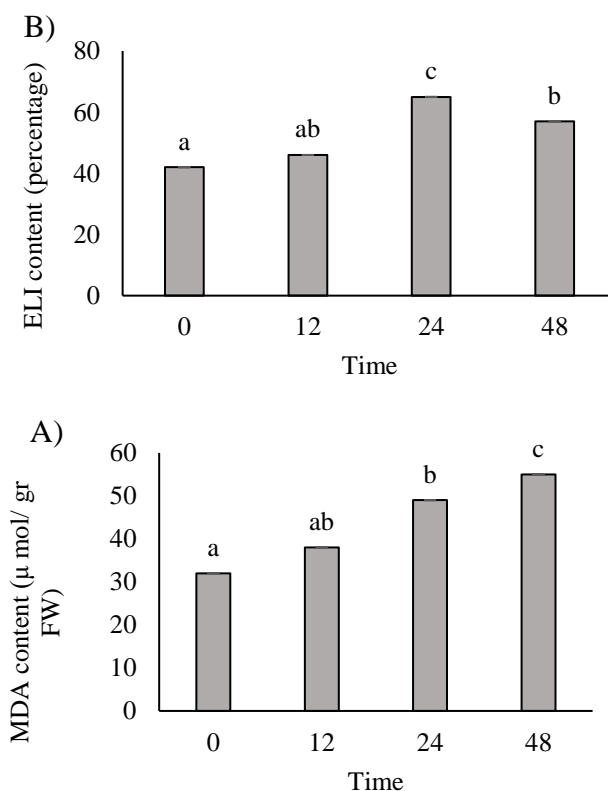 B)
ELI content (percentage)
80
60
40
20
0
a
ab
c
b
0 12 24 48
Time
A)
MDA content (µ mol/ gr
FW)
60
50
40
30
20
10
0
a
ab
b
c
0 12 24 48
Time